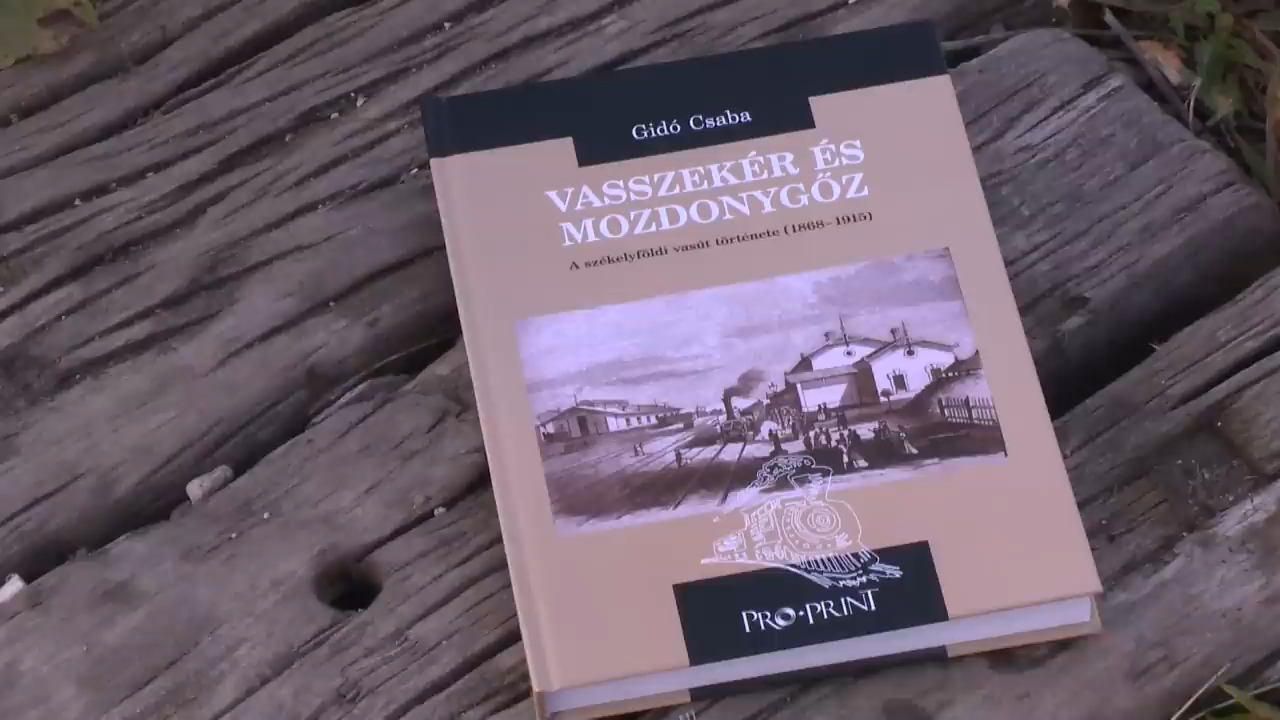 Gidó Csaba
VASSZEKÉR ÉS
MOZDONYGŐZ
A székelyföldi vasút története (1868–1915)
PRO-PRINT